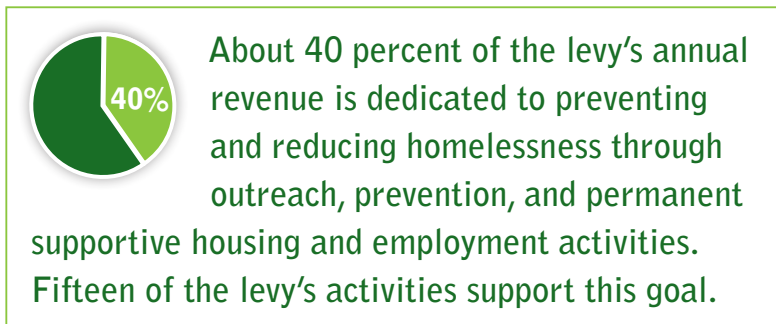 40%
About 40 percent of the levy's annual
revenue is dedicated to preventing
and reducing homelessness through
outreach, prevention, and permanent
supportive housing and employment activities.
Fifteen of the levy's activities support this goal.